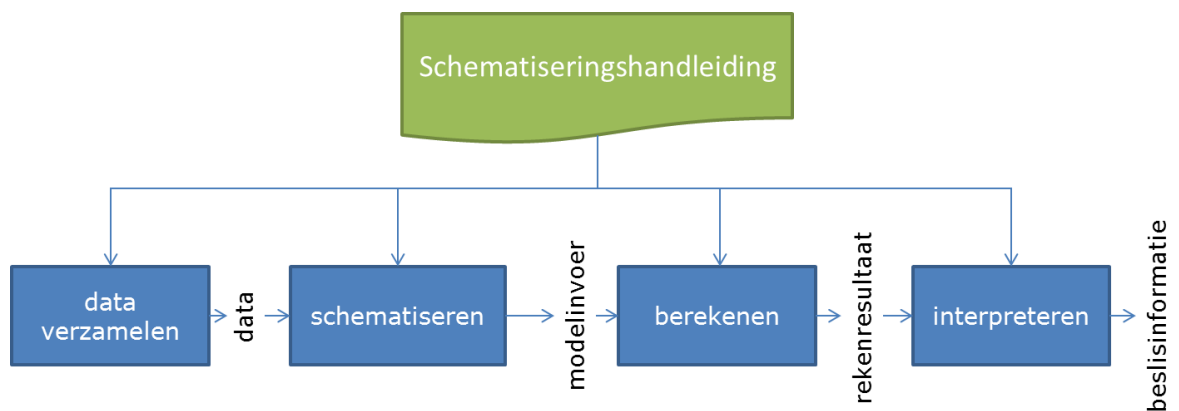 Schematiseringshandleiding
data
verzamelen
data
schematiseren
modelinvoer
berekenen
rekenresultaat
interpreteren
beslisinformatie